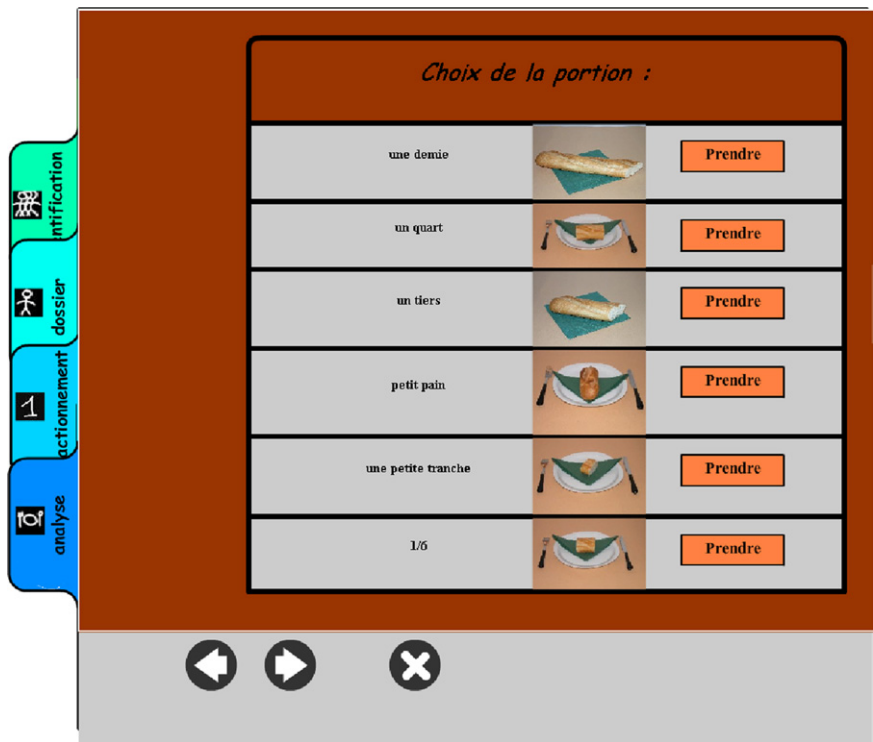 Choix de la portion :
une demie
Prendre
un quart
Prendre
un tiers
Prendre
petit pain
Prendre
une petite tranche
Prendre
1/6
Prendre
ntification
dossier
1
actionnement
analyse